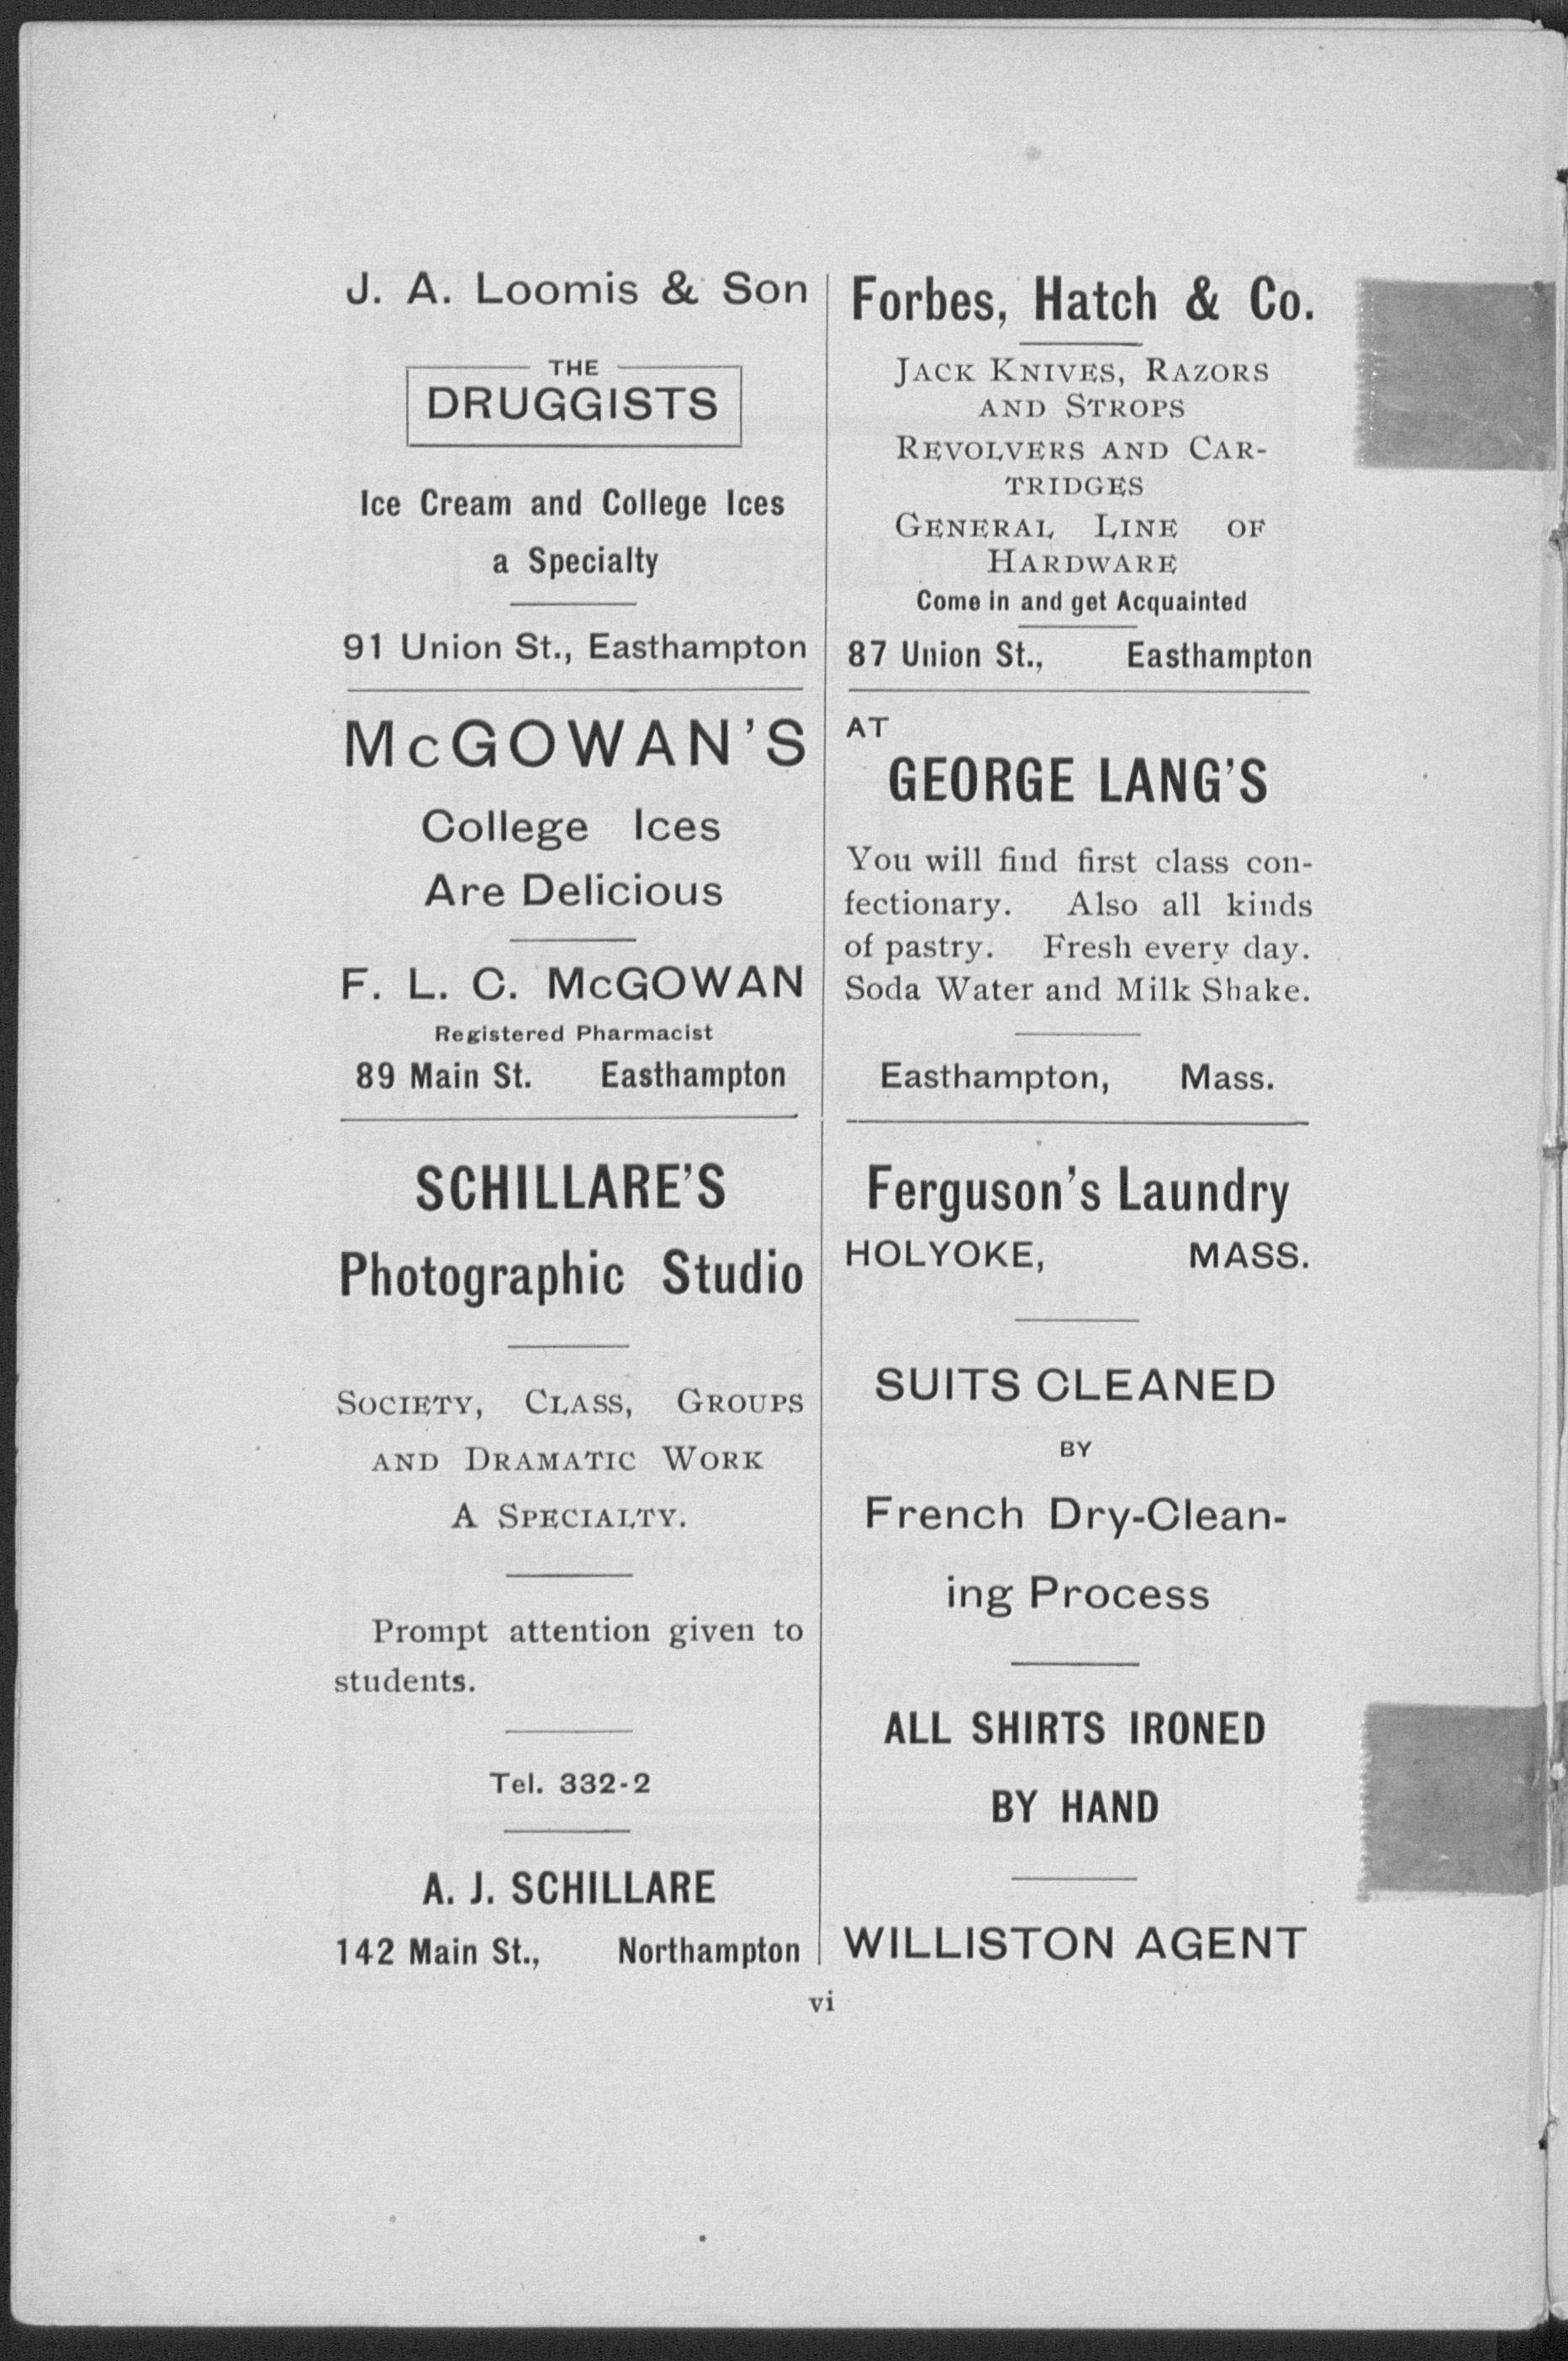 J. A. Loomis & Son
THE
DRUGGISTS
Ice Cream and College Ices
a Specialty
91 Union St., Easthampton
McGOWAN'S
College Ices
Are Delicious
F. L. C. McGOWAN
Registered Pharmacist
89 Main St. Easthampton
SCHILLARE'S
Photographic Studio
SOCIETY, CLASS, GROUPS
AND DRAMATIC WORK
A SPECIALTY.
Prompt attention given to
students.
Tel. 332-2
A. J. SCHILLARE
142 Main St., Northampton
Forbes, Hatch & Co.
JACK KNIVES, RAZORS
AND STROPS
REVOLVERS AND CAR-
TRIDGES
GENERAL LINE OF
HARDWARE
Come in and get Acquainted
87 Union St., Easthampton
AT
GEORGE LANG'S
You will find first class con-
fectionary. Also all kinds
of pastry. Fresh every day.
Soda Water and Milk Shake.
Easthampton, Mass.
Ferguson's Laundry
HOLYOKE, MASS.
SUITS CLEANED
BY
French Dry-Clean-
ing Process
ALL SHIRTS IRONED
BY HAND
WILLISTON AGENT
vi